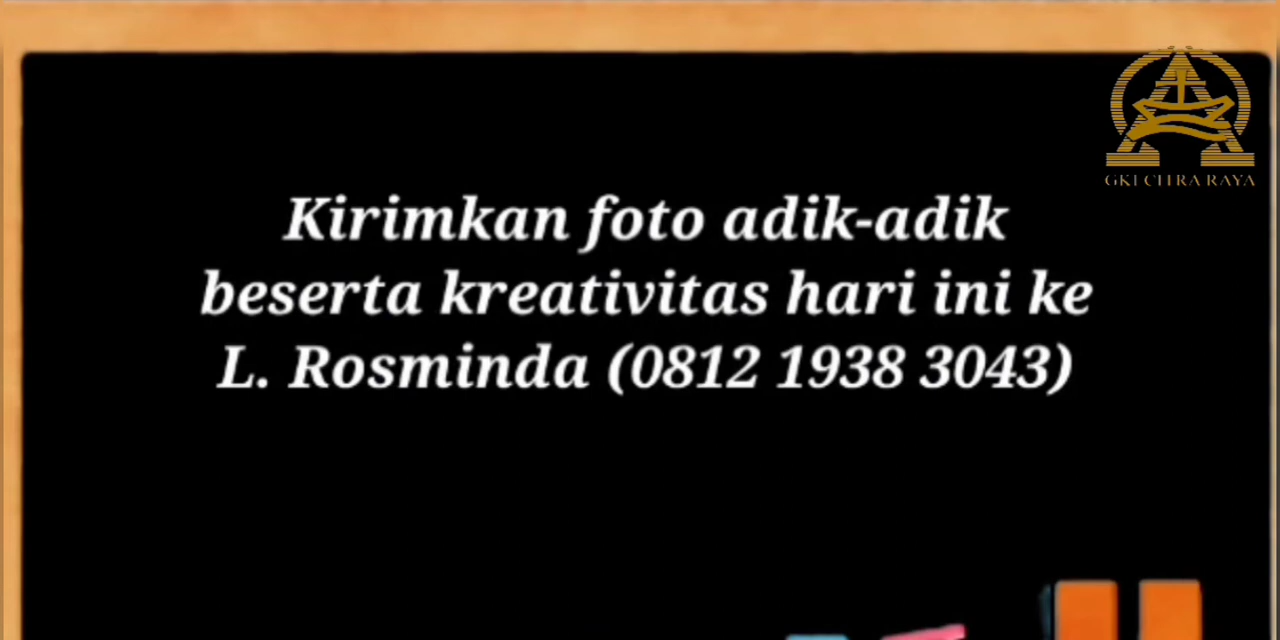 GKI CITRA RAYA
Kirimkan foto adik-adik
beserta kreativitas hari ini ke
L. Rosminda (0812 1938 3043)